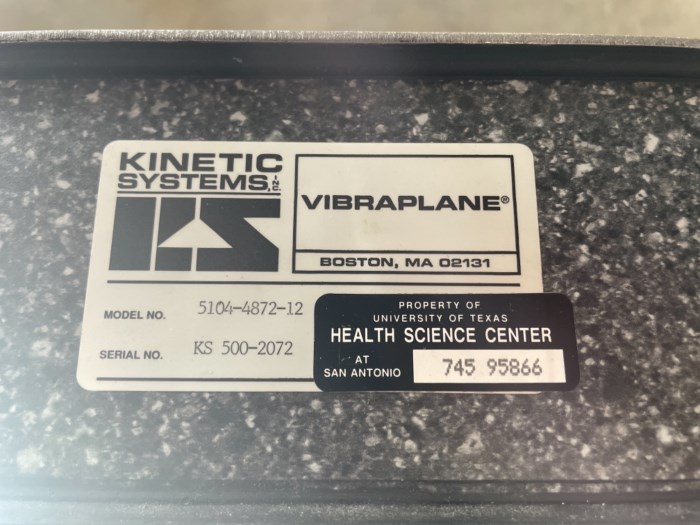 KINETIC
SYSTEMS, INC.
KS
VIBRAPLANE®
BOSTON, MA 02131
MODEL NO. 5104-4872-12
SERIAL NO. KS 500-2072
PROPERTY OF
UNIVERSITY OF TEXAS
HEALTH SCIENCE CENTER
AT
SAN ANTONIO
745 95866